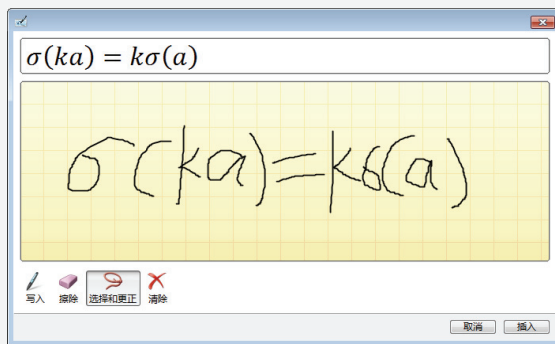 σ(ka) = kσ(a)
σ(ka)=kσ(a)
写入 擦除 选择和更正 清除
取消 插入